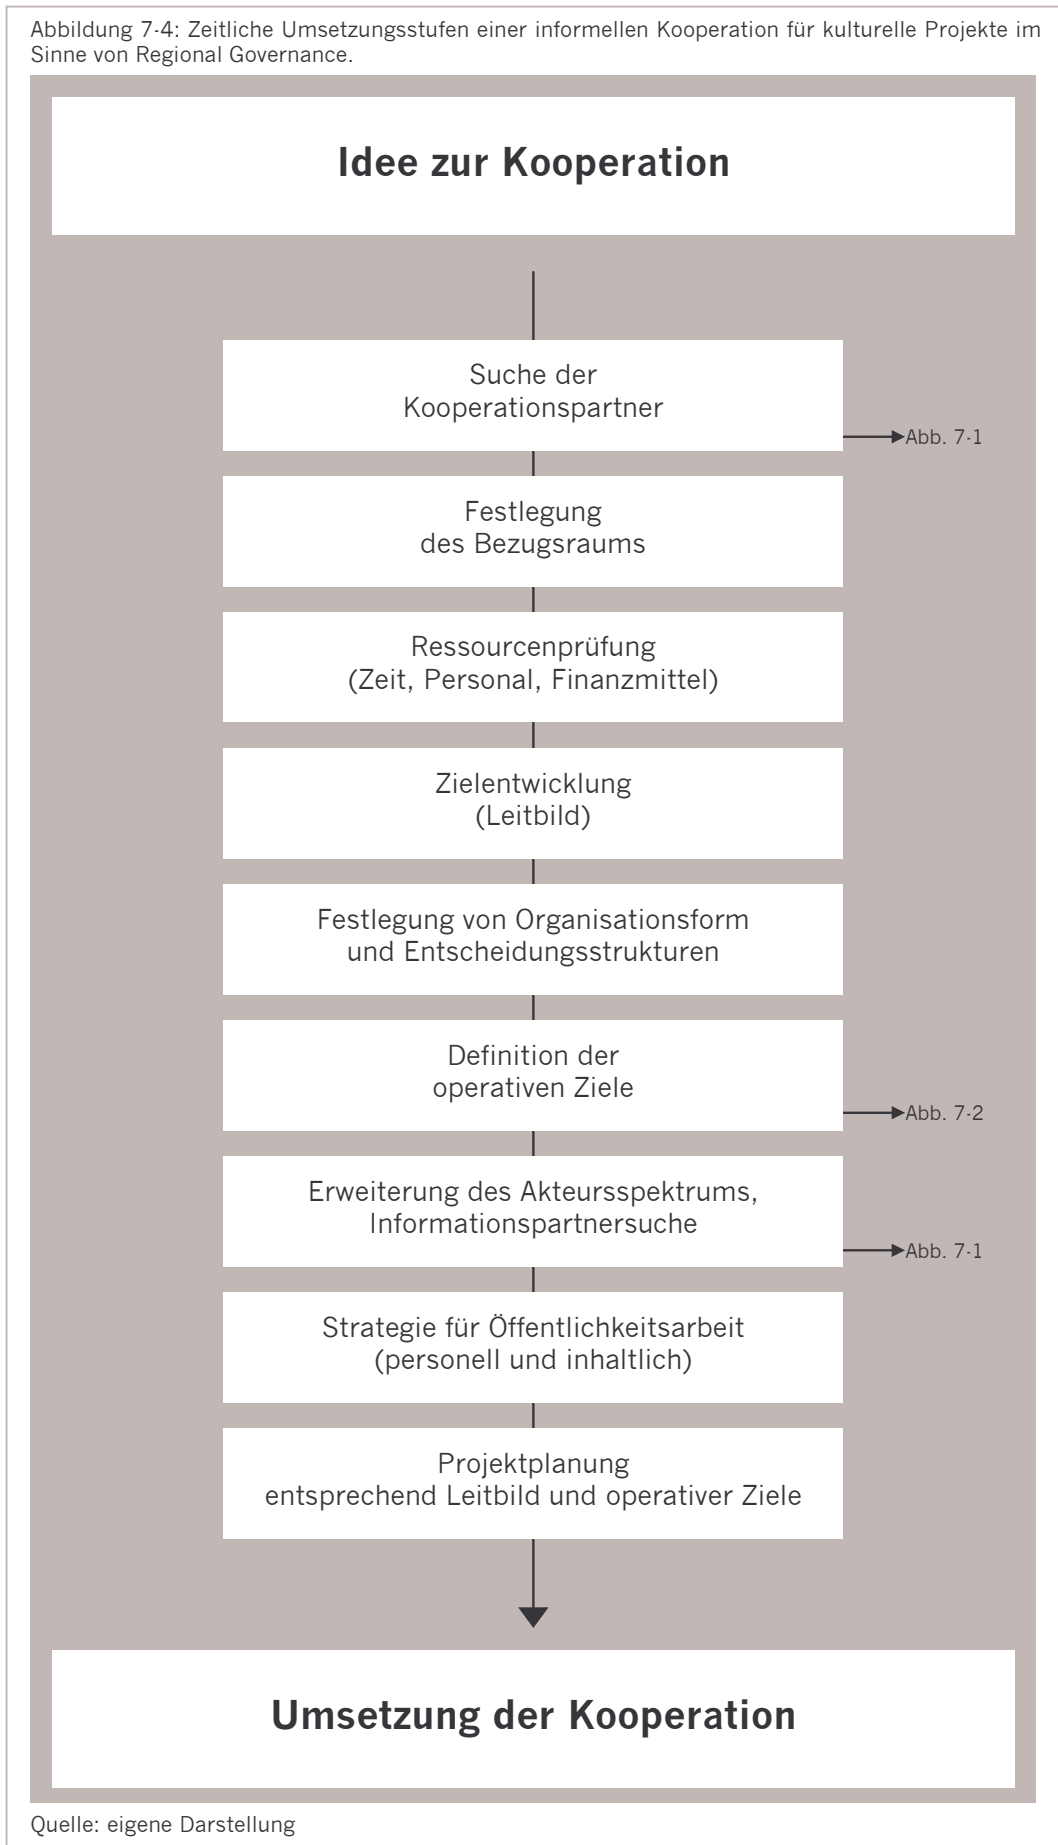 Abbildung 7-4: Zeitliche Umsetzungsstufen einer informellen Kooperation für kulturelle Projekte im
Sinne von Regional Governance.
Idee zur Kooperation
Suche der
Kooperationspartner
Abb. 7-1
Festlegung
des Bezugsraums
Ressourcenprüfung
(Zeit, Personal, Finanzmittel)
Zielentwicklung
(Leitbild)
Festlegung von Organisationsform
und Entscheidungsstrukturen
Definition der
operativen Ziele
Abb. 7-2
Erweiterung des Akteursspektrums,
Informationspartnersuche
Abb. 7-1
Strategie für Öffentlichkeitsarbeit
(personell und inhaltlich)
Projektplanung
entsprechend Leitbild und operativer Ziele
Umsetzung der Kooperation
Quelle: eigene Darstellung